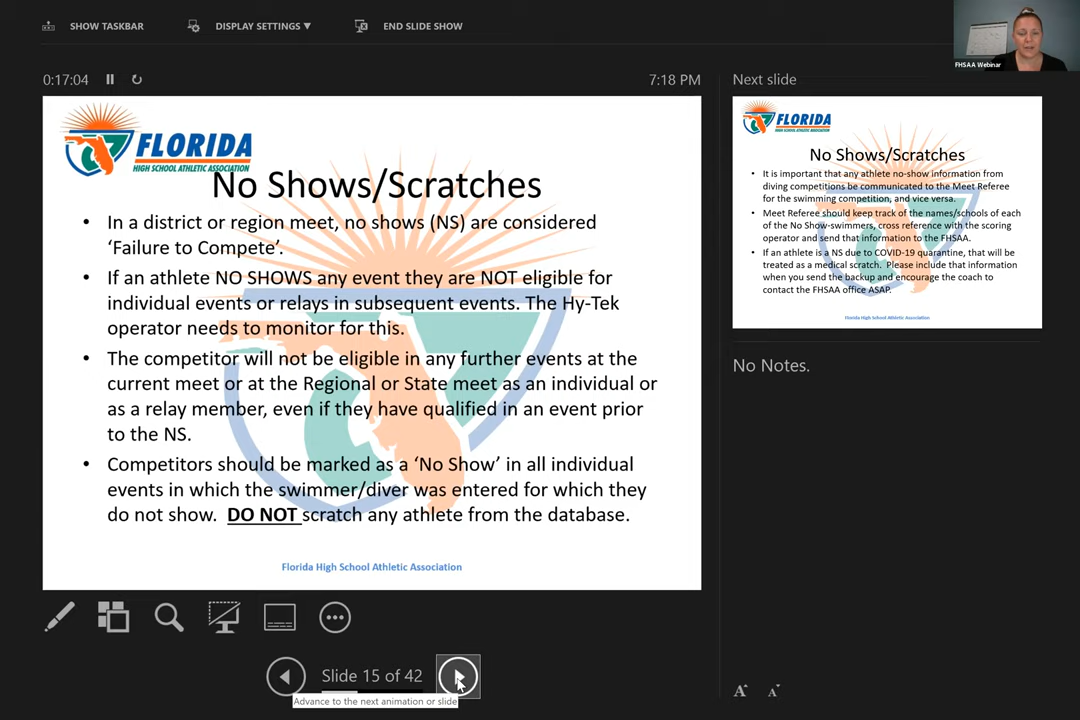 SHOW TASKBAR
DISPLAY SETTINGS ▼
END SLIDE SHOW
FHSAA Webinar
0:17:04
7:18 PM
FLORIDA
HIGH SCHOOL ATHLETIC ASSOCIATION
No Shows/Scratches
• In a district or region meet, no shows (NS) are considered
‘Failure to Compete’.
• If an athlete NO SHOWS any event they are NOT eligible for
individual events or relays in subsequent events. The Hy-Tek
operator needs to monitor for this.
• The competitor will not be eligible in any further events at the
current meet or at the Regional or State meet as an individual or
as a relay member, even if they have qualified in an event prior
to the NS.
• Competitors should be marked as a ‘No Show’ in all individual
events in which the swimmer/diver was entered for which they
do not show. DO NOT scratch any athlete from the database.
Florida High School Athletic Association
Slide 15 of 42
Advance to the next animation or slide
Next slide
FLORIDA
HIGH SCHOOL ATHLETIC ASSOCIATION
No Shows/Scratches
• It is important that any athlete no-show information from
diving competitions be communicated to the Meet Referee
for the swimming competition, and vice versa.
• Meet Referee should keep track of the names/schools of each
of the No Show-swimmer, cross reference with the scoring
operator and send that information to the FHSAA.
• If an athlete is a NS due to COVID-19 quarantine, that will be
treated as a medical scratch. Please include that information
when you send the backup and encourage the coach to
contact the FHSAA office ASAP.
Florida High School Athletic Association
No Notes.
A A